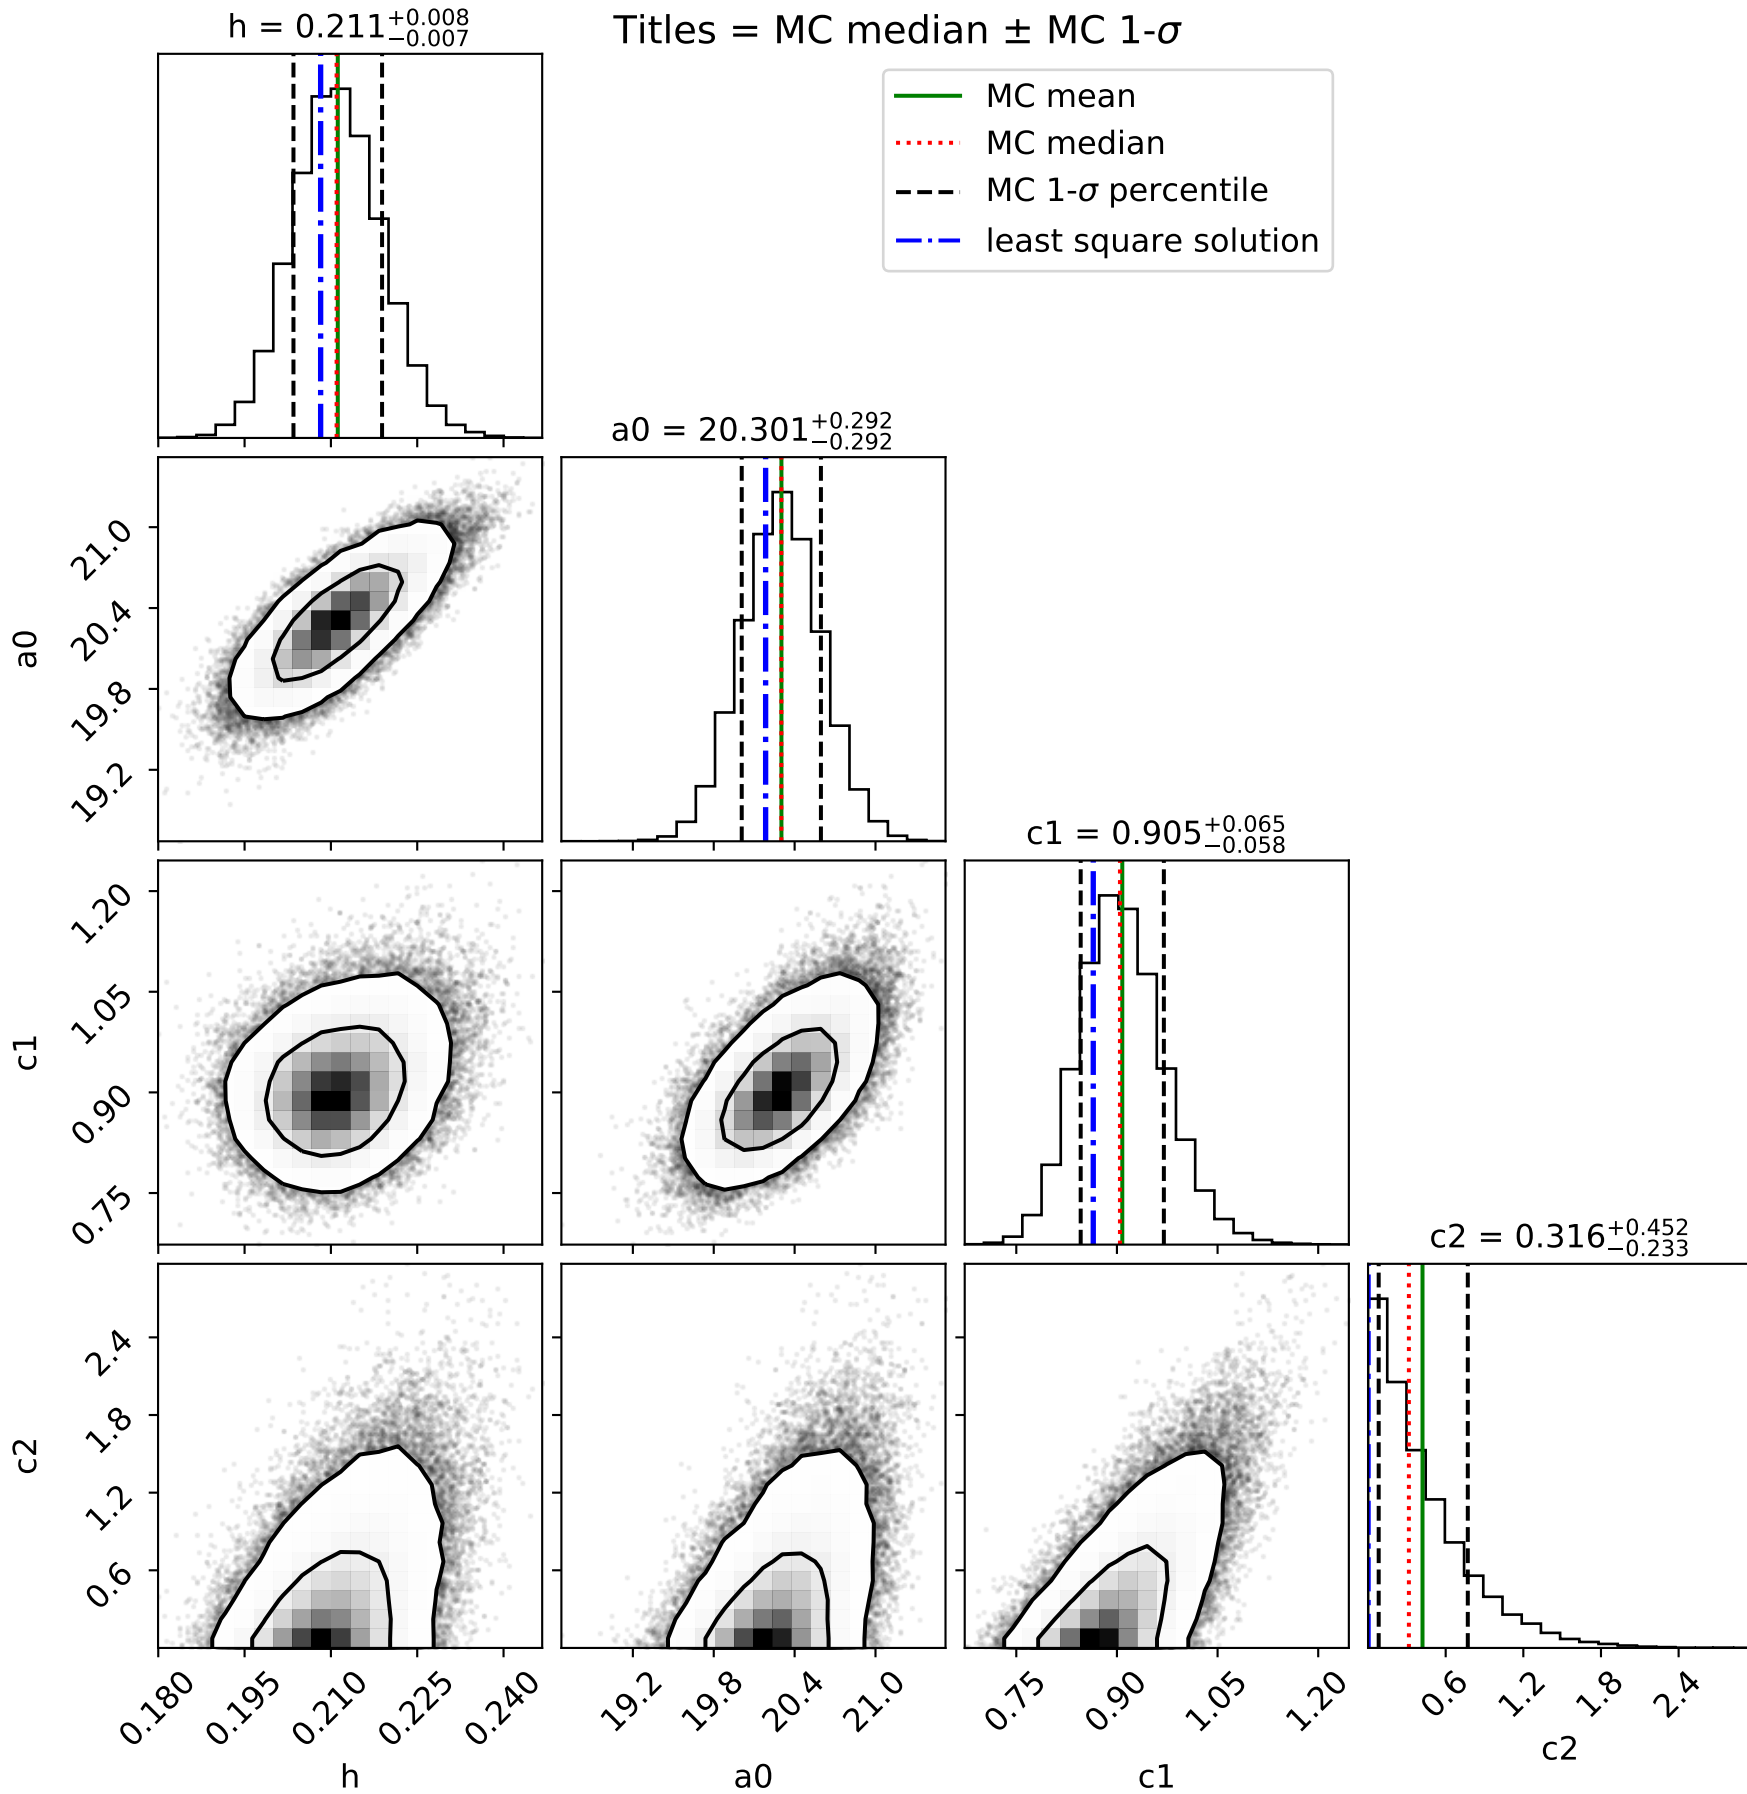 h = 0.211+0.008−0.007
Titles = MC median ± MC 1-σ
MC mean
MC median
MC 1-σ percentile
least square solution
a0 = 20.301+0.292−0.292
21.0
20.4
19.8
19.2
a0
c1 = 0.905+0.065−0.058
1.20
1.05
0.90
0.75
c1
c2 = 0.316+0.452−0.233
2.4
1.8
1.2
0.6
c2
0.180 0.195 0.210 0.225 0.240 19.2 19.8 20.4 21.0 0.75 0.90 1.05 1.20 0.6 1.2 1.8 2.4
h a0 c1 c2